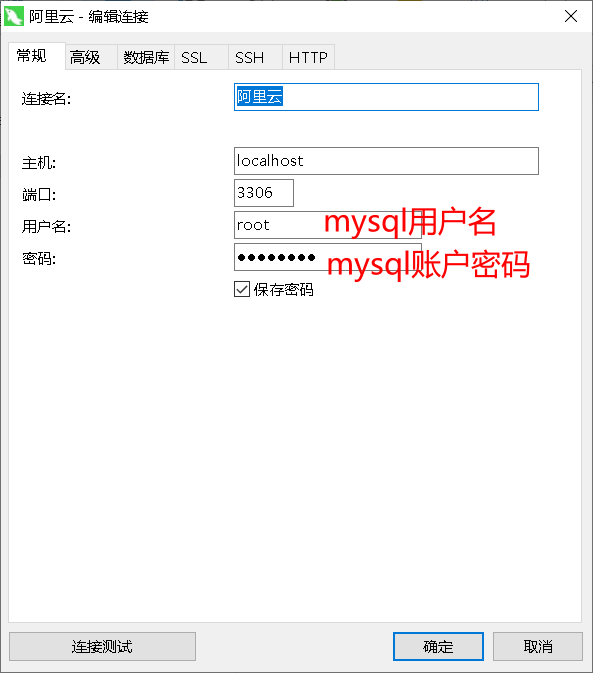 阿里云 - 编辑连接
常规 高级 数据库 SSL SSH HTTP
连接名: 阿里云
主机: localhost
端口: 3306
用户名: root mysql用户名
密码: ●●●●●●●● mysql账户密码
保存密码
连接测试 确定 取消